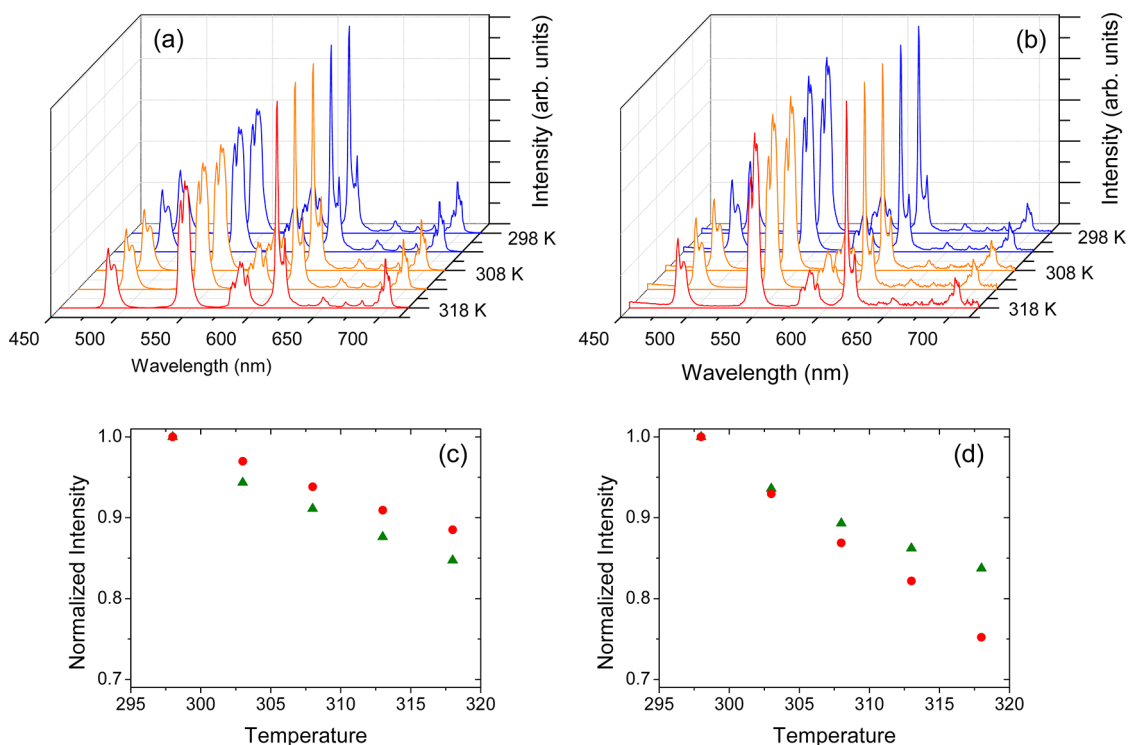 (a)
Intensity (arb. units)
298 K
308 K
318 K
450 500 550 600 650 700
Wavelength (nm)
(b)
Intensity (arb. units)
298 K
308 K
318 K
450 500 550 600 650 700
Wavelength (nm)
(c)
Normalized Intensity
1.0
0.9
0.8
0.7
295 300 305 310 315 320
Temperature
(d)
Normalized Intensity
1.0
0.9
0.8
0.7
295 300 305 310 315 320
Temperature